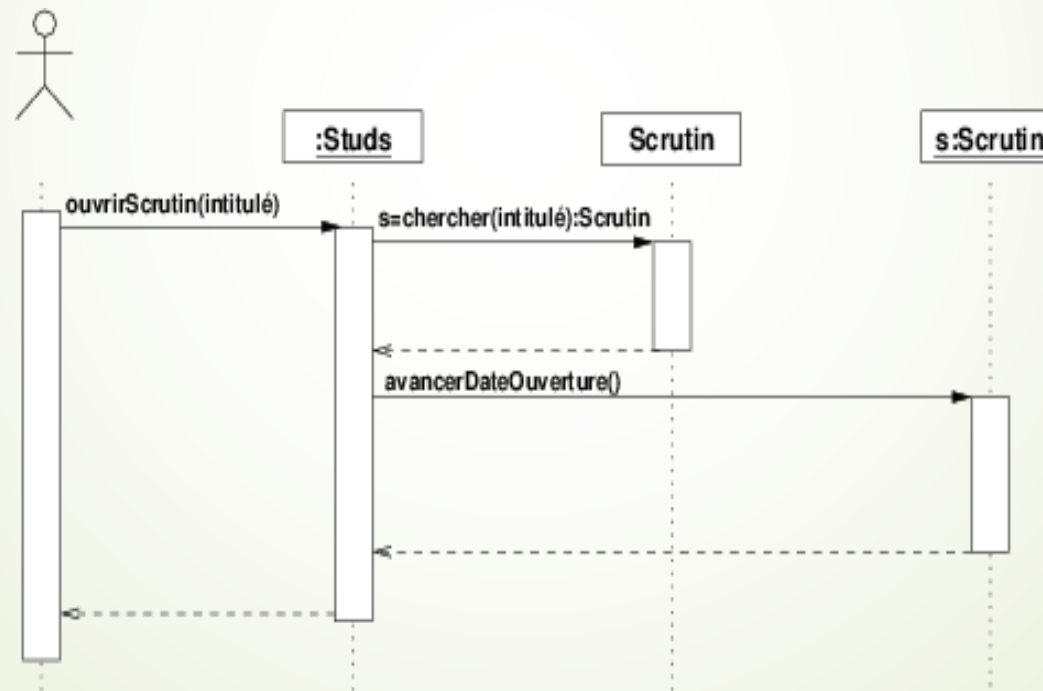 :Studs
Scrutin
s:Scrutin
ouvrirScrutin(intitulé)
s=chercher(intitulé):Scrutin
avancerDateOuverture()